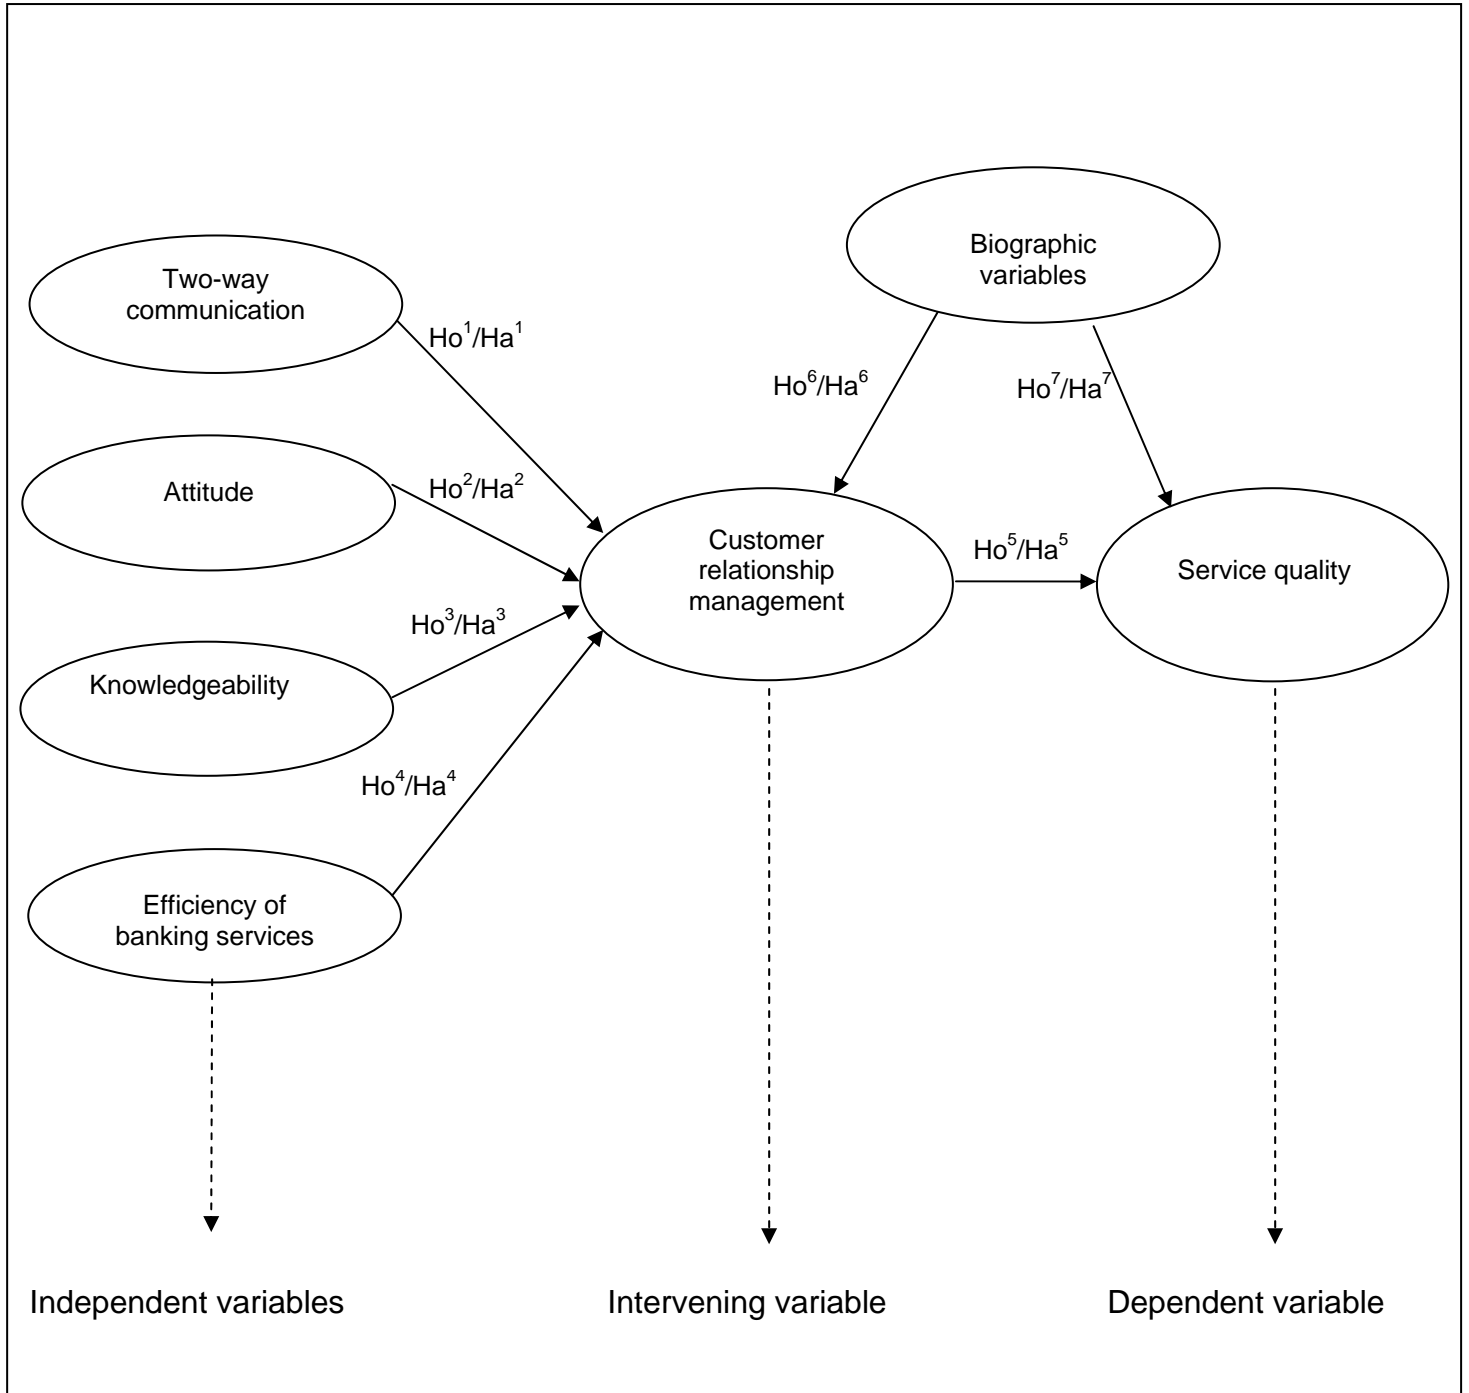 Biographic
variables
Two-way
communication
Ho¹/Ha¹
Ho⁶/Ha⁶
Ho⁷/Ha⁷
Attitude
Ho²/Ha²
Customer
relationship
management
Ho⁵/Ha⁵
Service quality
Ho³/Ha³
Knowledgeability
Ho⁴/Ha⁴
Efficiency of
banking services
Independent variables
Intervening variable
Dependent variable